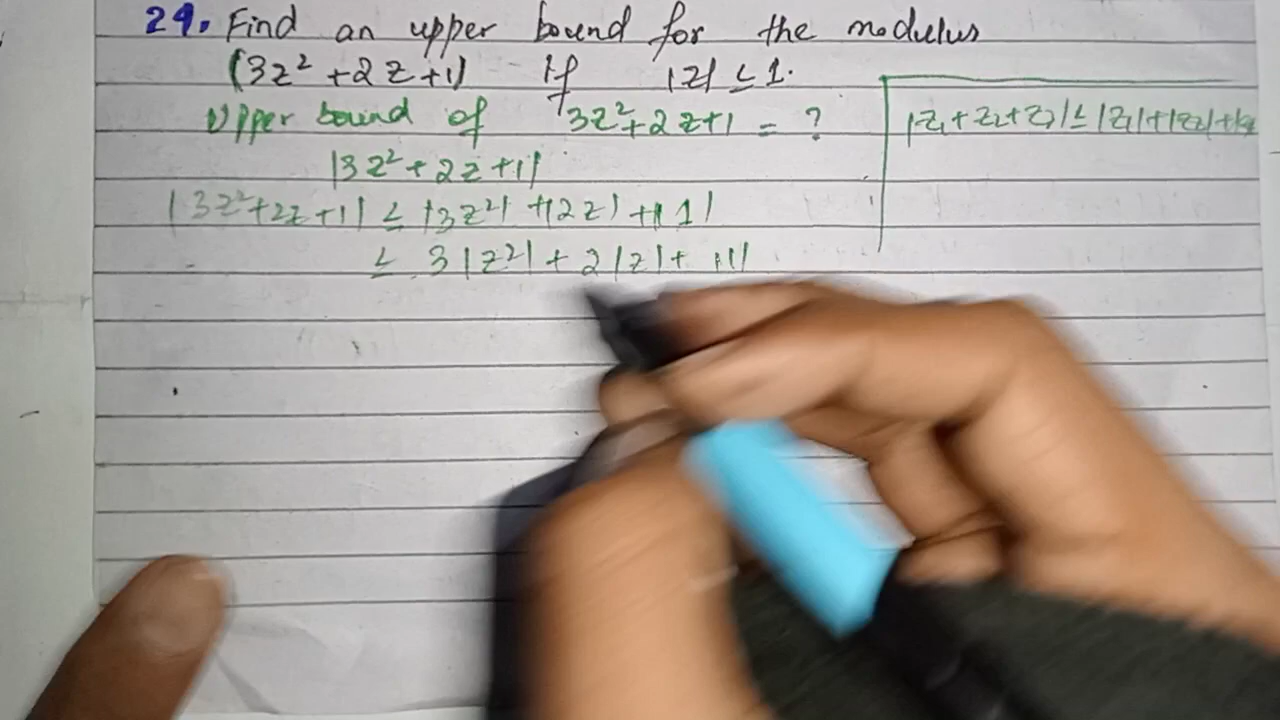 29. Find an upper bound for the modulus
(3z² + 2z + 1) If |z| ≤ 1.
Upper bound of 3z² + 2z + 1 = ?
|z₁ + z₂ + z₃| ≤ |z₁| + |z₂| + |z₃
|3z² + 2z + 1|
|3z² + 2z + 1| ≤ |3z²| + |2z| + |1|
≤ 3|z²| + 2|z| + |1|